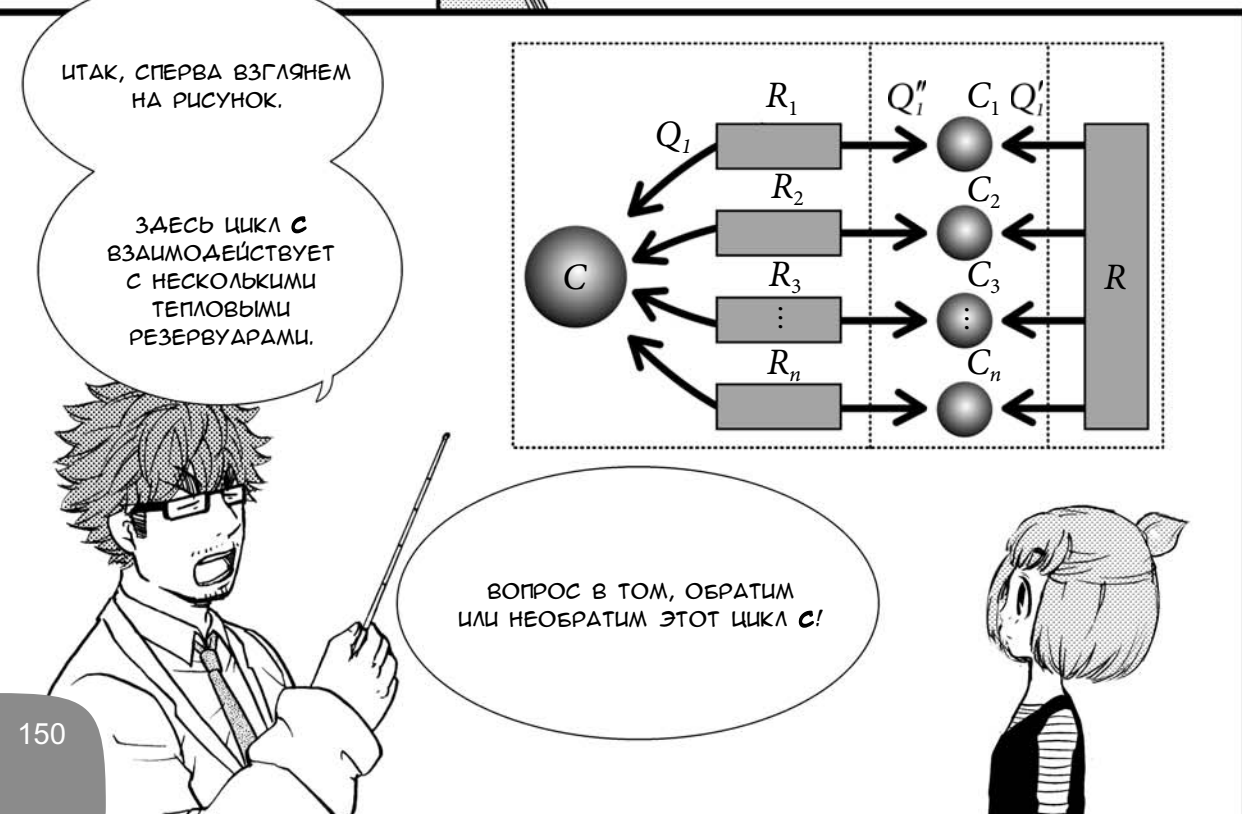 ИТАК, СПЕРВА ВЗГЛЯНЕМ
НА РИСУНОК.
ЗДЕСЬ ЦИКЛ C
ВЗАИМОДЕЙСТВУЕТ
С НЕСКОЛЬКИМИ
ТЕПЛОВЫМИ
РЕЗЕРВУАРАМИ.
R₁ Q₁″ C₁ Q₁′
Q₁
R₂ C₂
C R₃ C₃ R
⋮ ⋮
Rₙ Cₙ
ВОПРОС В ТОМ, ОБРАТИМ
ИЛИ НЕОБРАТИМ ЭТОТ ЦИКЛ C!
150